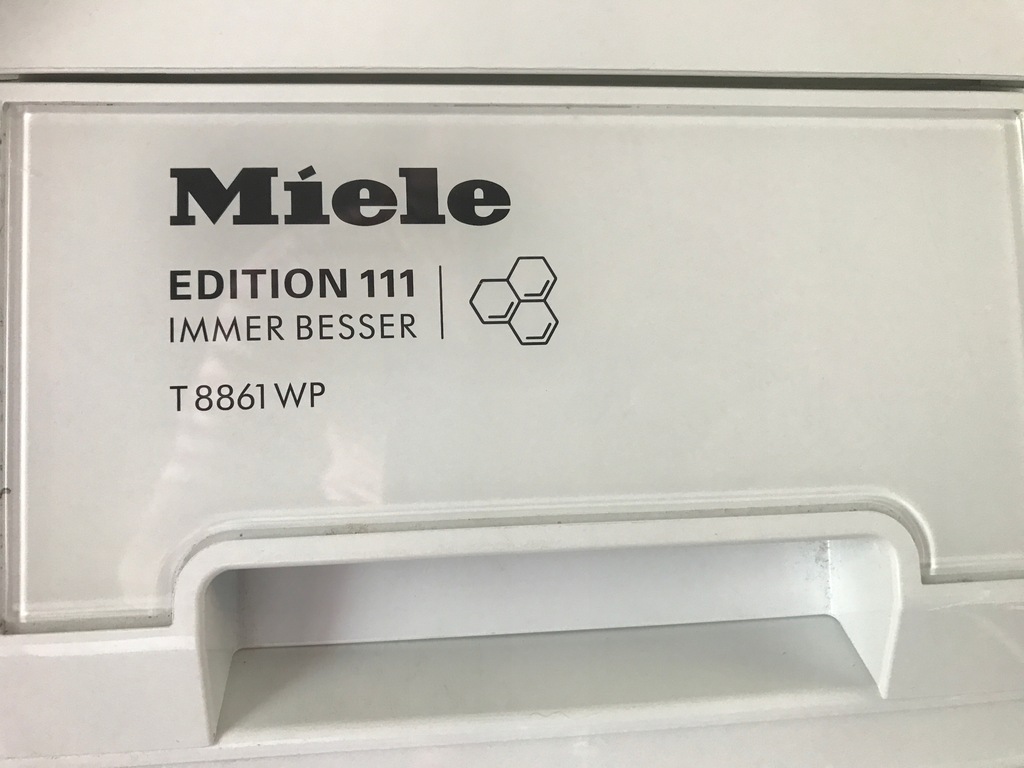 Miele
EDITION 111
IMMER BESSER
T 8861 WP